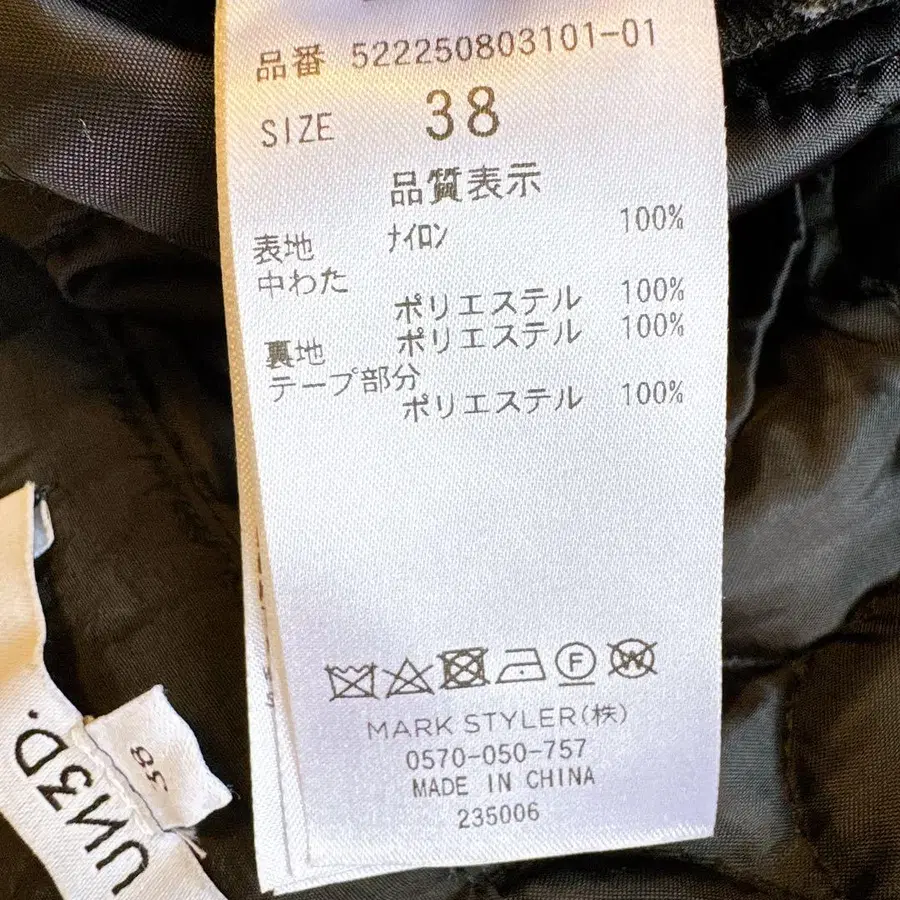 品番 522250803101-01
SIZE 38
品質表示
表地 ﾅｲﾛﾝ 100%
中わた
ポリエステル 100%
裏地 ポリエステル 100%
テープ部分
ポリエステル 100%
F
W
MARK STYLER(株)
0570-050-757
MADE IN CHINA
235006
38
UN3D.